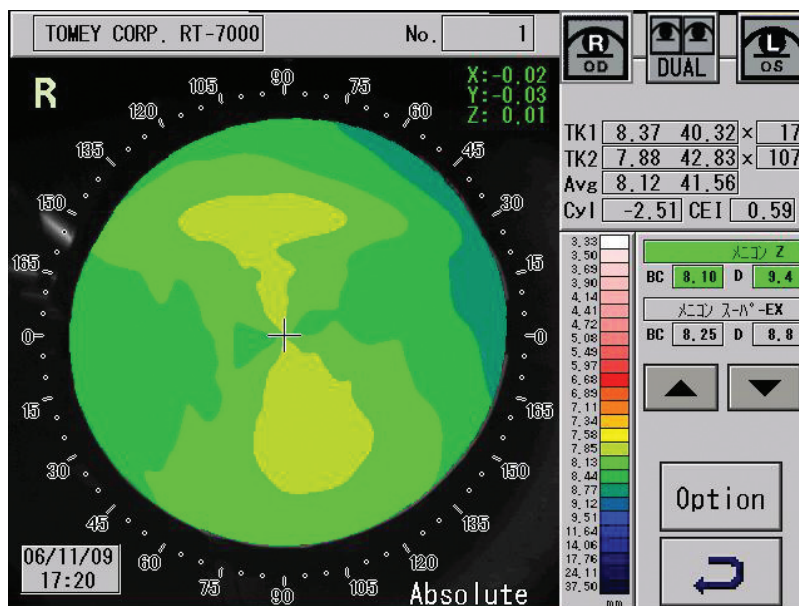 TOMEY CORP. RT-7000 No. 1
R
X:-0.02
Y:-0.03
Z: 0.01
105 90 75
120 60
135 45
150 30
165 15
0 0
15 165
30 150
45 135
60 120
75 90 105
06/11/09
17:20
Absolute
R
OD
DUAL
L
OS
TK1 8.37 40.32 × 17
TK2 7.88 42.83 × 107
Avg 8.12 41.56
Cyl -2.51 CEI 0.59
3.33
3.50
3.69
3.90
4.14
4.41
4.72
5.08
5.49
5.97
6.68
6.89
7.11
7.34
7.58
7.85
8.13
8.44
8.77
9.12
9.51
11.64
14.06
17.76
24.11
37.50
mm
メニコン Z
BC 8.10 D 9.4
メニコン スーパーEX
BC 8.25 D 8.8
Option